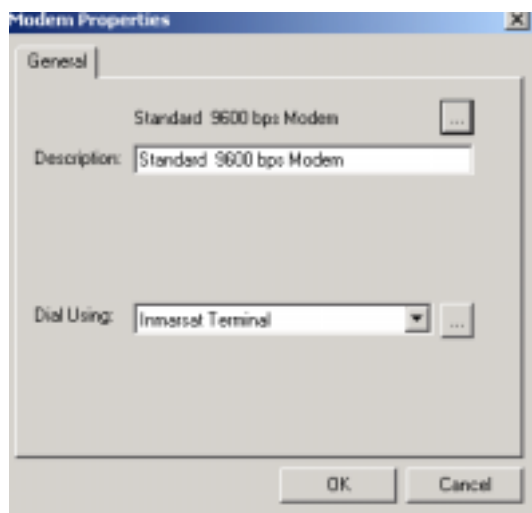 Modem Properties
General
Standard 9600 bps Modem
...
Description: Standard 9600 bps Modem
Dial Using: Inmarsat Terminal
...
OK Cancel